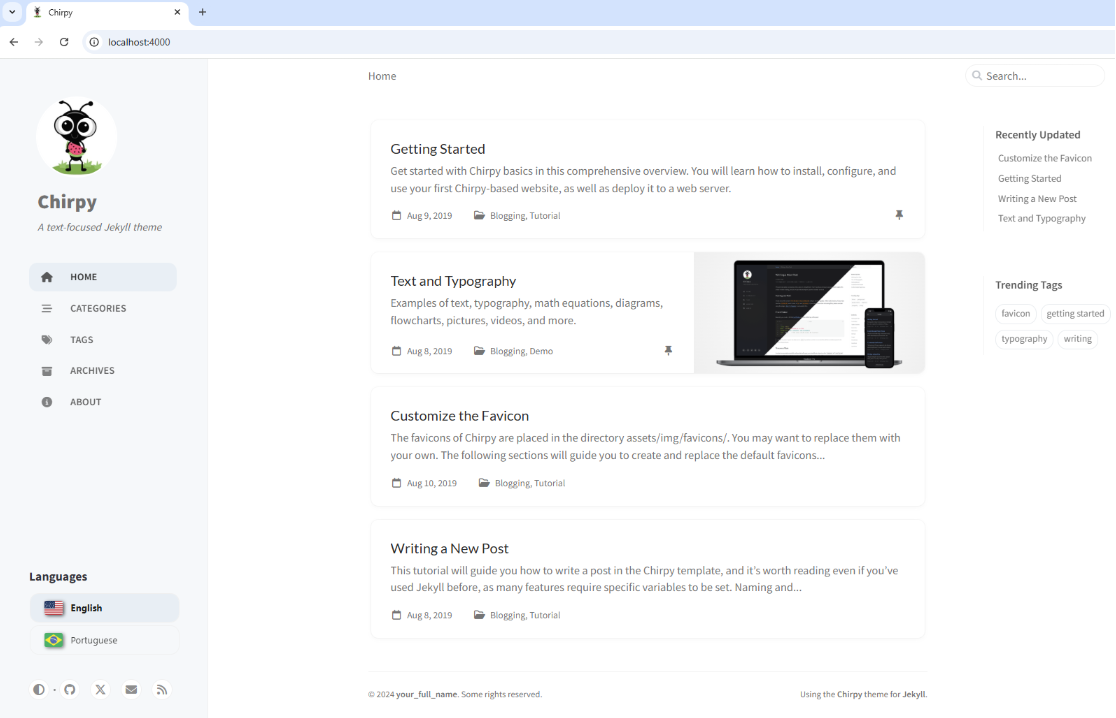 Chirpy
localhost:4000
Chirpy
A text-focused Jekyll theme
HOME
CATEGORIES
TAGS
ARCHIVES
ABOUT
Languages
English
Portuguese
Home
Search...
Getting Started
Get started with Chirpy basics in this comprehensive overview. You will learn how to install, configure, and
use your first Chirpy-based website, as well as deploy it to a web server.
Aug 9, 2019 Blogging, Tutorial
Text and Typography
Examples of text, typography, math equations, diagrams,
flowcharts, pictures, videos, and more.
Aug 8, 2019 Blogging, Demo
Customize the Favicon
The favicons of Chirpy are placed in the directory assets/img/favicons/. You may want to replace them with
your own. The following sections will guide you to create and replace the default favicons...
Aug 10, 2019 Blogging, Tutorial
Writing a New Post
This tutorial will guide you how to write a post in the Chirpy template, and it's worth reading even if you've
used Jekyll before, as many features require specific variables to be set. Naming and...
Aug 8, 2019 Blogging, Tutorial
Recently Updated
Customize the Favicon
Getting Started
Writing a New Post
Text and Typography
Trending Tags
favicon getting started
typography writing
© 2024 your_full_name. Some rights reserved.
Using the Chirpy theme for Jekyll.